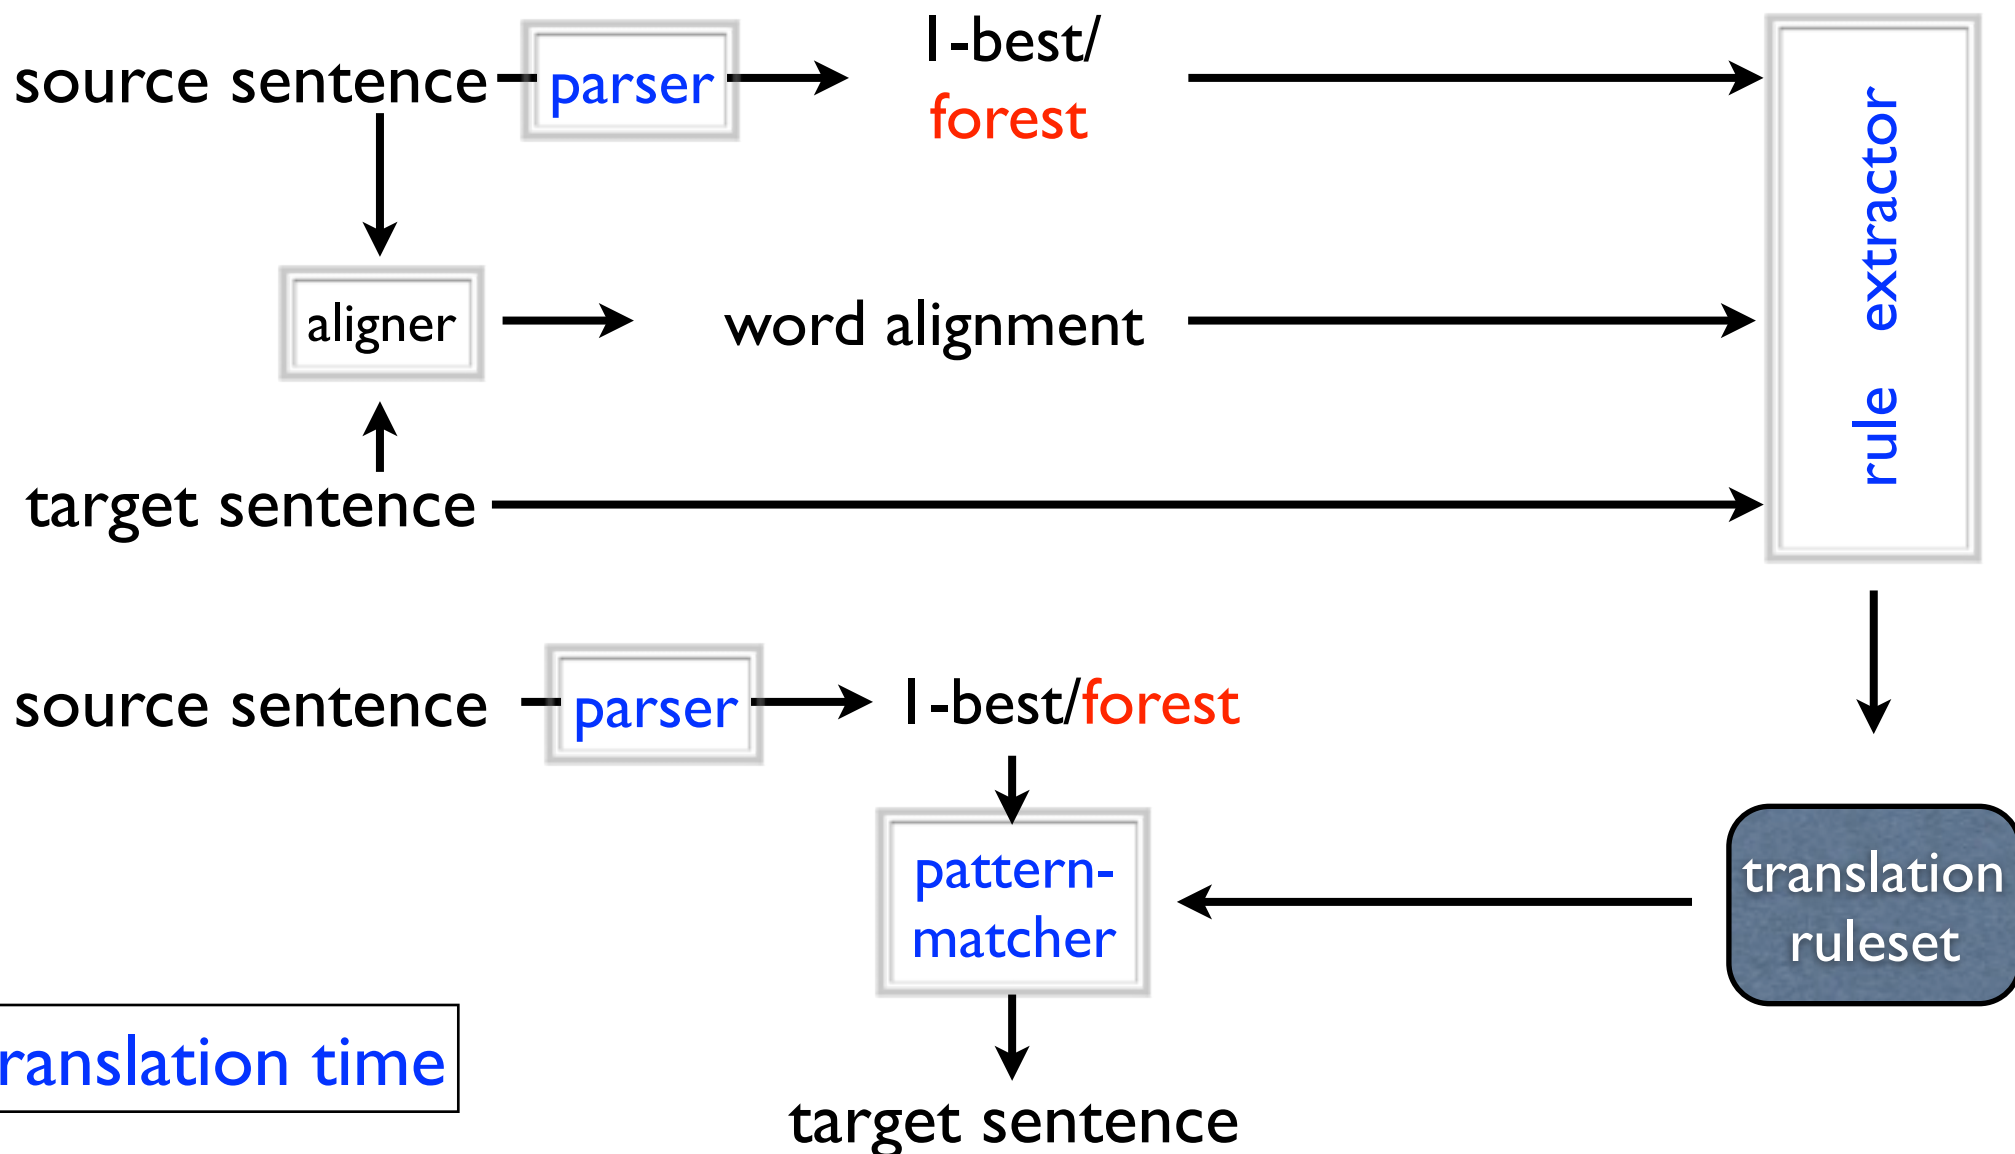 source sentence
parser
1-best/
forest
rule extractor
aligner
word alignment
target sentence
source sentence
parser
1-best/forest
pattern-
matcher
translation
ruleset
ranslation time
target sentence